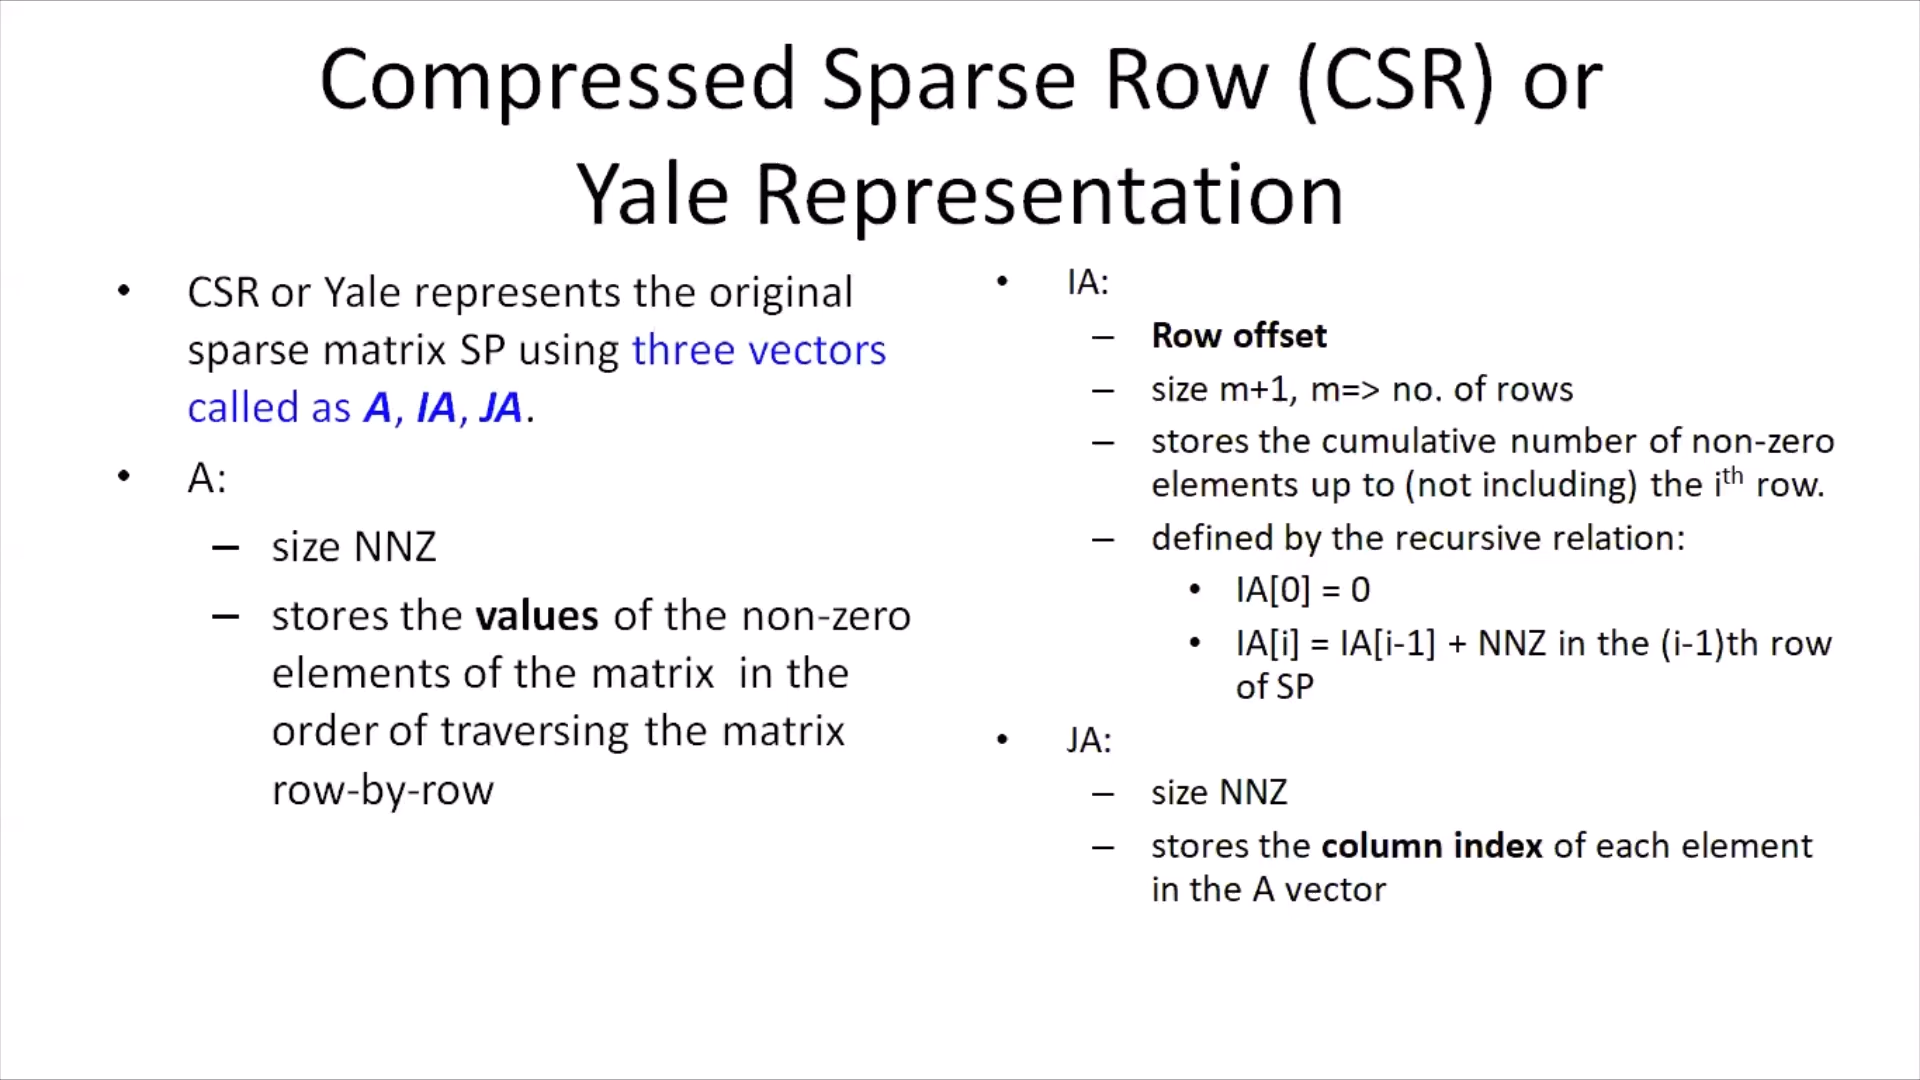 Compressed Sparse Row (CSR) or
Yale Representation
• CSR or Yale represents the original
sparse matrix SP using three vectors
called as A, IA, JA.
• A:
– size NNZ
– stores the values of the non-zero
elements of the matrix in the
order of traversing the matrix
row-by-row
• IA:
– Row offset
– size m+1, m=> no. of rows
– stores the cumulative number of non-zero
elements up to (not including) the ith row.
– defined by the recursive relation:
• IA[0] = 0
• IA[i] = IA[i-1] + NNZ in the (i-1)th row
of SP
• JA:
– size NNZ
– stores the column index of each element
in the A vector